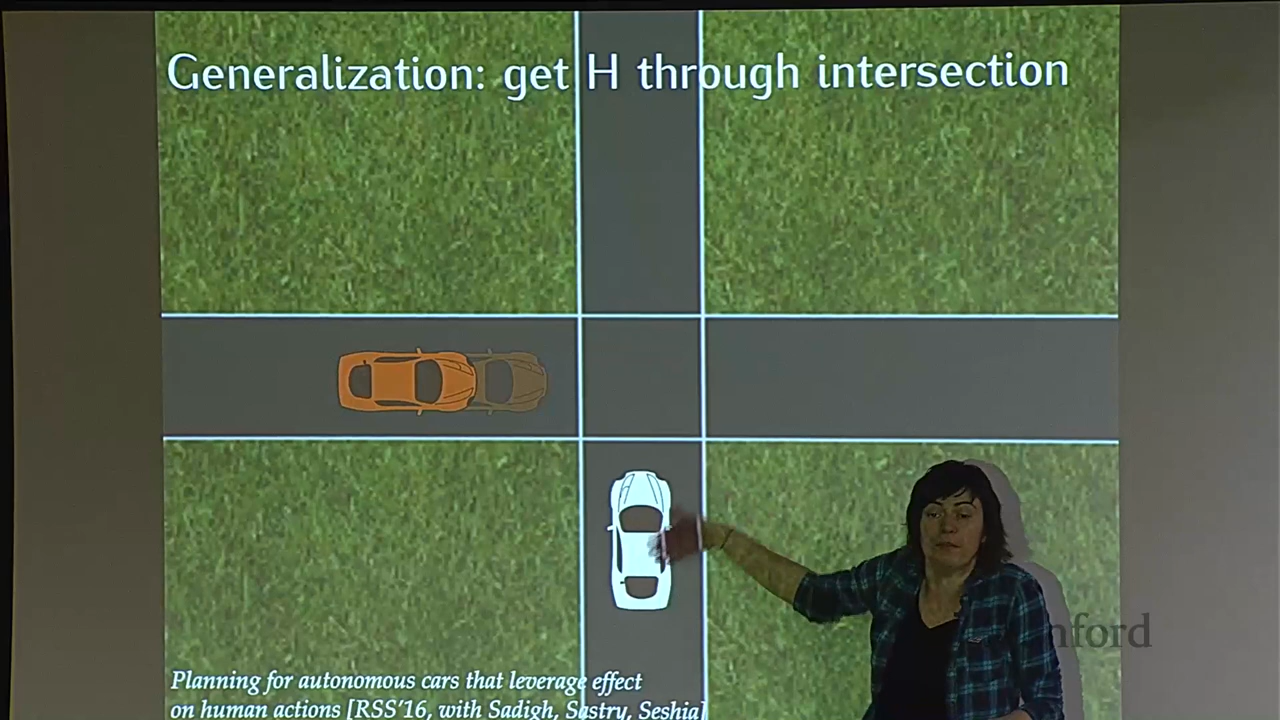 Generalization: get H through intersection
Planning for autonomous cars that leverage effect
on human actions [RSS'16, with Sadigh, Sastry, Seshia]